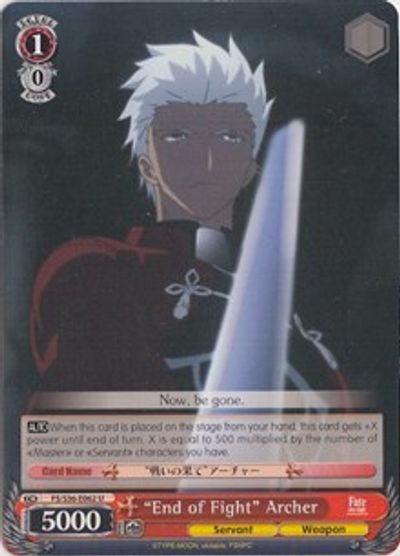 LEVEL
1
0
COST
Now, be gone.
AUTO When this card is placed on the stage from your hand, this card gets +X
power until end of turn. X is equal to 500 multiplied by the number of
«Master» or «Servant» characters you have.
Card Name "戦いの果て"アーチャー
FS/S36-E062 U
5000
"End of Fight" Archer
Fate
Servant
Weapon